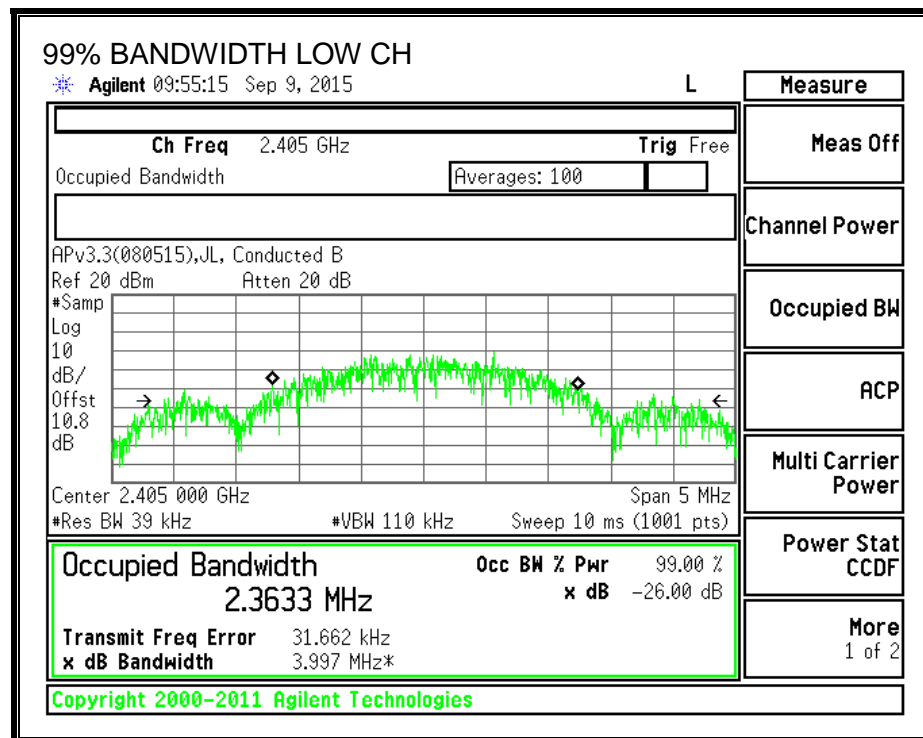 99% BANDWIDTH LOW CH
Agilent 09:55:15 Sep 9, 2015 L
Measure
Ch Freq 2.405 GHz Trig Free
Occupied Bandwidth Averages: 100
APv3.3(080515),JL, Conducted B
Ref 20 dBm Atten 20 dB
#Samp
Log
10
dB/
Offst
10.8
dB
Center 2.405 000 GHz Span 5 MHz
#Res BW 39 kHz #VBW 110 kHz Sweep 10 ms (1001 pts)
Occupied Bandwidth Occ BW % Pwr 99.00 %
2.3633 MHz x dB -26.00 dB
Transmit Freq Error 31.662 kHz
x dB Bandwidth 3.997 MHz*
Copyright 2000-2011 Agilent Technologies
Meas Off
Channel Power
Occupied BW
ACP
Multi Carrier
Power
Power Stat
CCDF
More
1 of 2